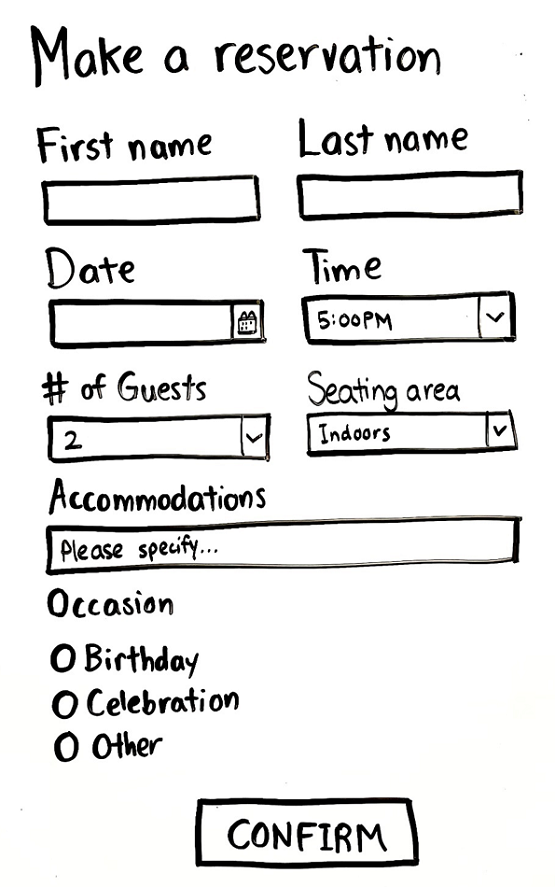 Make a reservation
First name Last name
Date Time
5:00PM
# of Guests Seating area
2 Indoors
Accommodations
Please specify...
Occasion
Birthday
Celebration
Other
CONFIRM